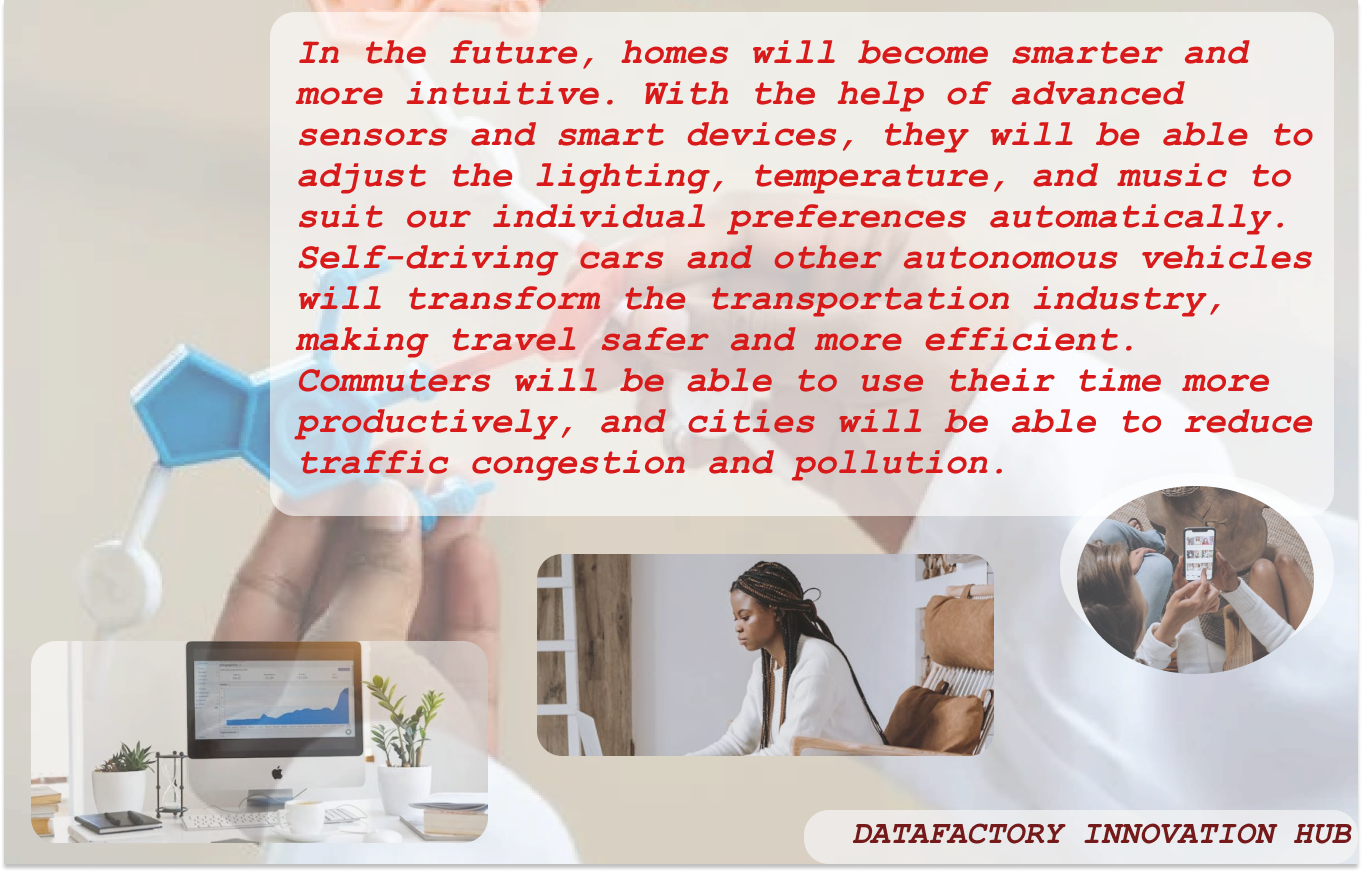 In the future, homes will become smarter and
more intuitive. With the help of advanced
sensors and smart devices, they will be able to
adjust the lighting, temperature, and music to
suit our individual preferences automatically.
Self-driving cars and other autonomous vehicles
will transform the transportation industry,
making travel safer and more efficient.
Commuters will be able to use their time more
productively, and cities will be able to reduce
traffic congestion and pollution.
DATAFACTORY INNOVATION HUB